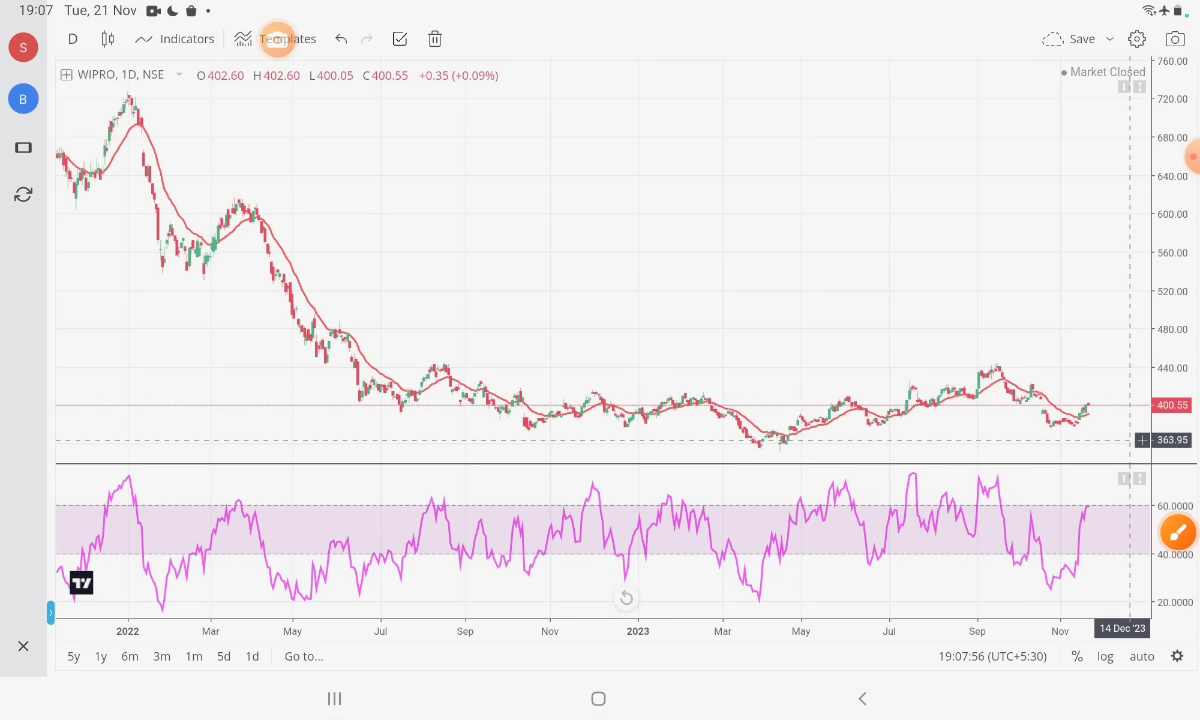 19:07 Tue, 21 Nov
S
D Indicators Templates Save
WIPRO, 1D, NSE O402.60 H402.60 L400.05 C400.55 +0.35 (+0.09%)
Market Closed
B
760.00
720.00
680.00
640.00
600.00
560.00
520.00
480.00
440.00
400.55
363.95
60.0000
40.0000
20.0000
2022 Mar May Jul Sep Nov 2023 Mar May Jul Sep Nov 14 Dec '23
5y 1y 6m 3m 1m 5d 1d Go to... 19:07:56 (UTC+5:30) % log auto